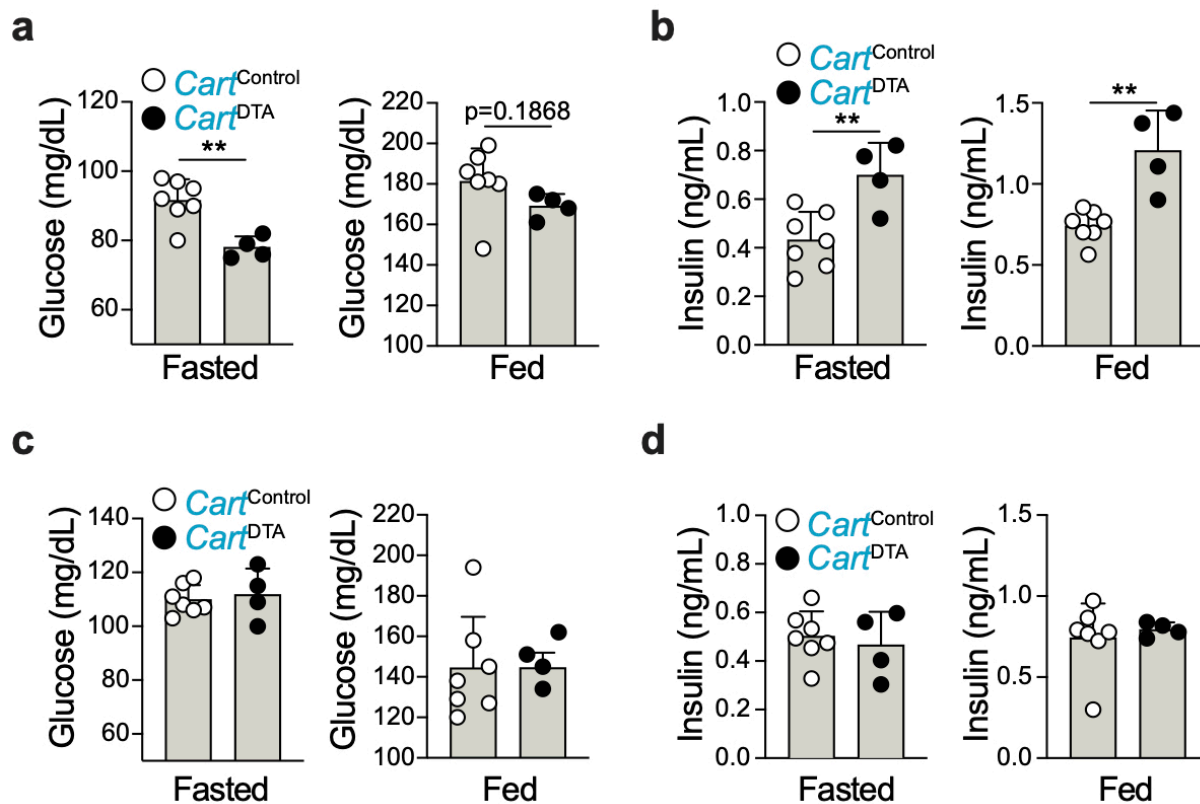 a
Cart^Control
Cart^DTA
Glucose (mg/dL)
120
100
80
60
**
Fasted
Glucose (mg/dL)
220
200
180
160
140
120
100
p=0.1868
Fed
b
Cart^Control
Cart^DTA
Insulin (ng/mL)
1.0
0.8
0.6
0.4
0.2
0.0
**
Fasted
Insulin (ng/mL)
1.5
1.0
0.5
0.0
**
Fed
c
Cart^Control
Cart^DTA
Glucose (mg/dL)
140
120
100
80
60
Fasted
Glucose (mg/dL)
220
200
180
160
140
120
100
Fed
d
Cart^Control
Cart^DTA
Insulin (ng/mL)
1.0
0.8
0.6
0.4
0.2
0.0
Fasted
Insulin (ng/mL)
1.5
1.0
0.5
0.0
Fed